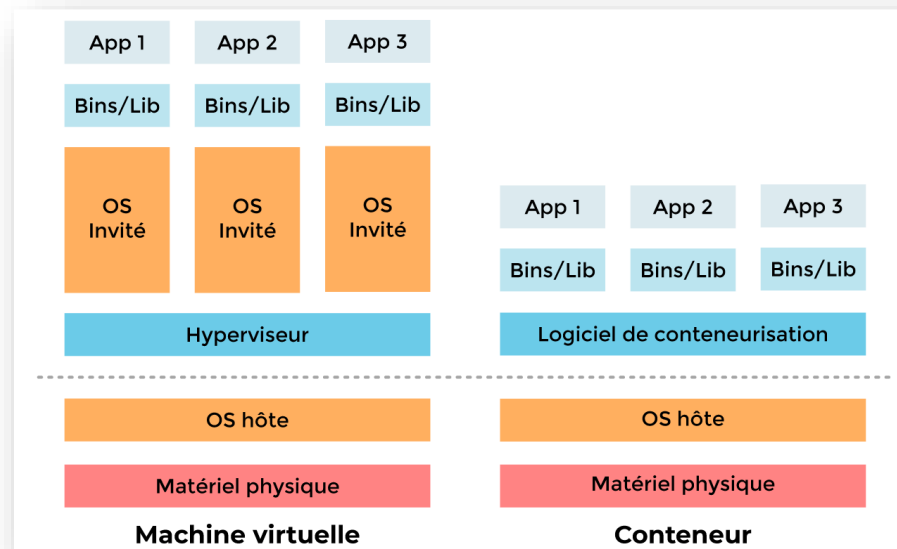 App 1
App 2
App 3
Bins/Lib
Bins/Lib
Bins/Lib
OS
Invité
OS
Invité
OS
Invité
Hyperviseur
OS hôte
Matériel physique
Machine virtuelle
App 1
App 2
App 3
Bins/Lib
Bins/Lib
Bins/Lib
Logiciel de conteneurisation
OS hôte
Matériel physique
Conteneur